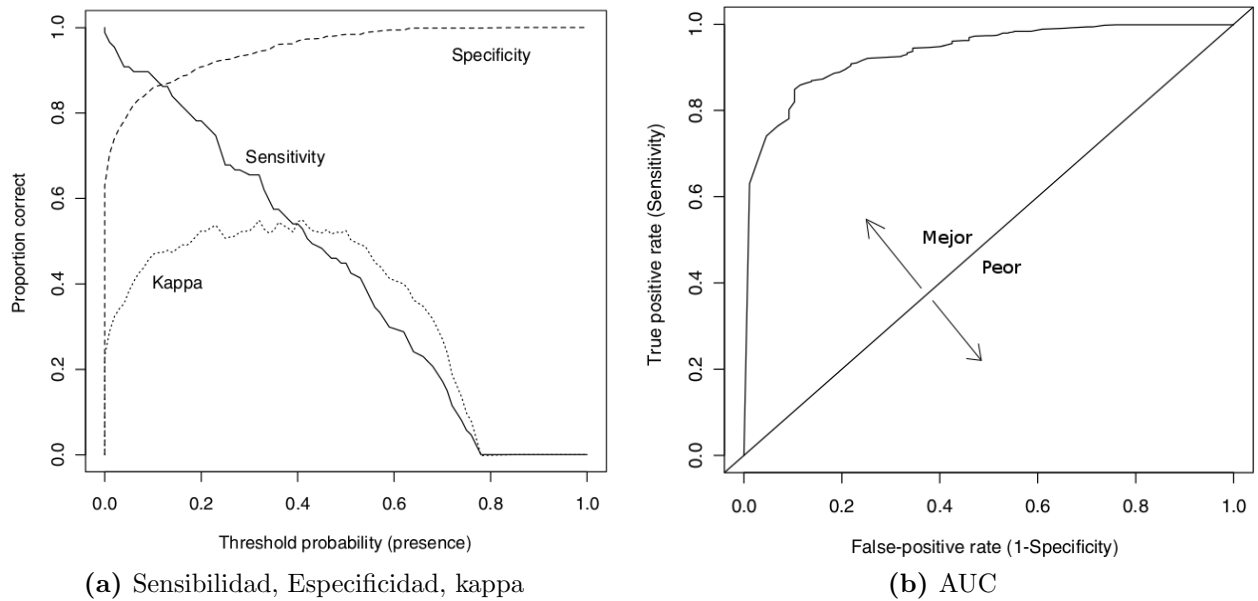 1.0
0.8
0.6
0.4
0.2
0.0
Proportion correct
Specificity
Sensitivity
Kappa
0.0 0.2 0.4 0.6 0.8 1.0
Threshold probability (presence)
(a) Sensibilidad, Especificidad, kappa
1.0
0.8
0.6
0.4
0.2
0.0
True positive rate (Sensitivity)
Mejor
Peor
0.0 0.2 0.4 0.6 0.8 1.0
False-positive rate (1-Specificity)
(b) AUC